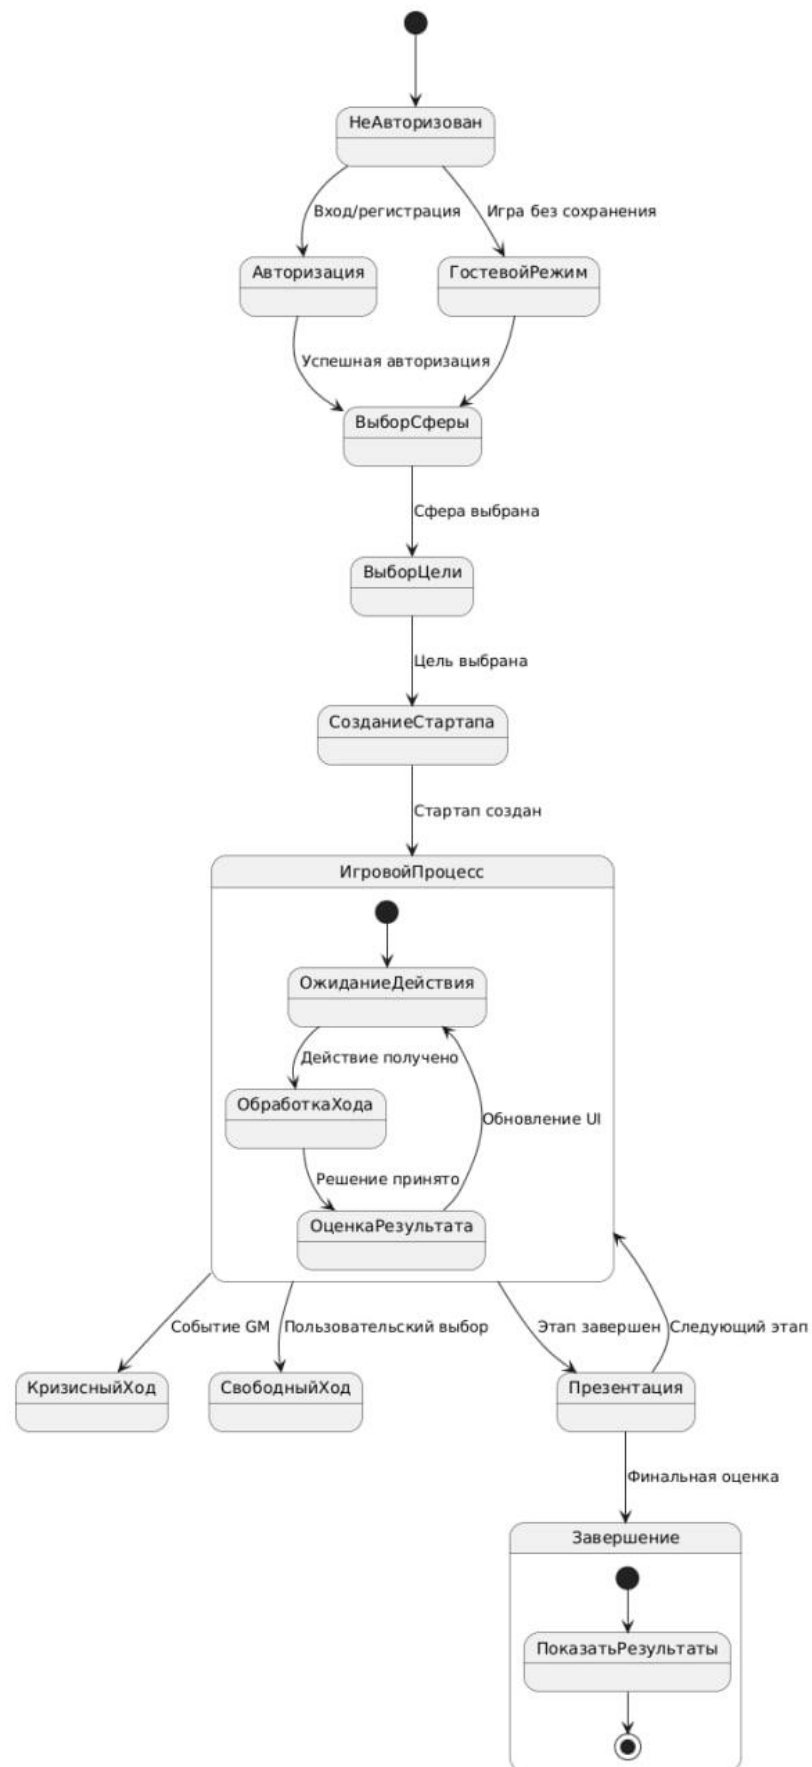 НеАвторизован
Вход/регистрация
Игра без сохранения
Авторизация
ГостевойРежим
Успешная авторизация
ВыборСферы
Сфера выбрана
ВыборЦели
Цель выбрана
СозданиеСтартапа
Стартап создан
ИгровойПроцесс
ОжиданиеДействия
Действие получено
ОбработкаХода
Обновление UI
Решение принято
ОценкаРезультата
Событие GM
Пользовательский выбор
Этап завершен
Следующий этап
КризисныйХод
СвободныйХод
Презентация
Финальная оценка
Завершение
ПоказатьРезультаты